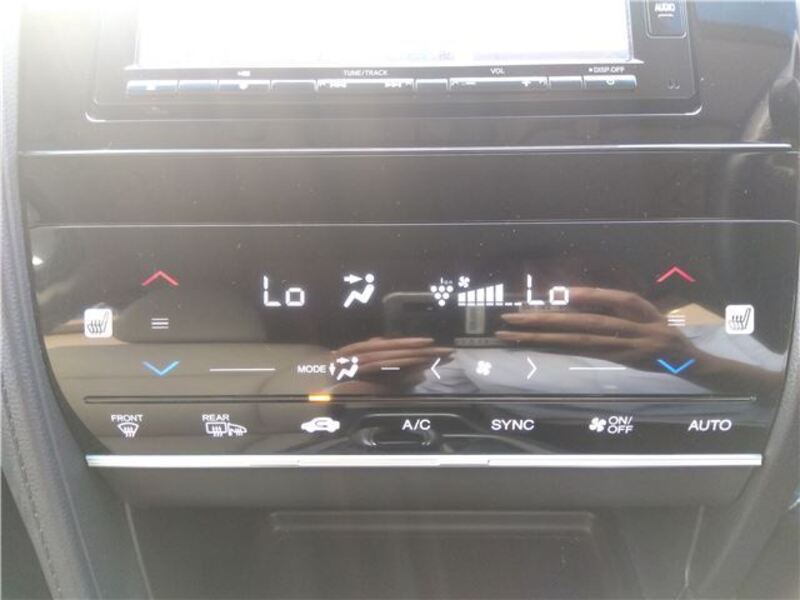 AUDIO
TUNE/TRACK
VOL
DISP.OFF
Lo
Lo
MODE
FRONT
REAR
A/C
SYNC
ON/
OFF
AUTO